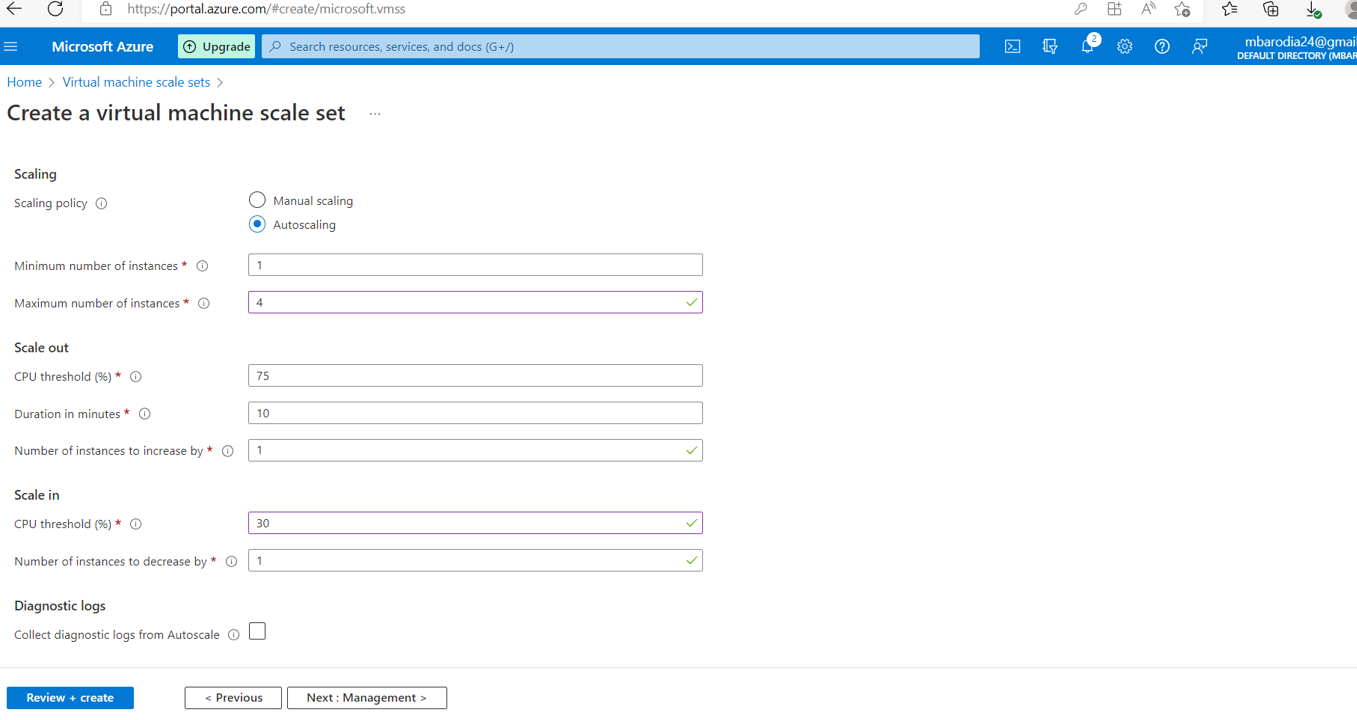 https://portal.azure.com/#create/microsoft.vmss
Microsoft Azure
Upgrade
Search resources, services, and docs (G+/)
2
mbarodia24@gmai
DEFAULT DIRECTORY (MBAR
Home > Virtual machine scale sets >
Create a virtual machine scale set ...
Scaling
Scaling policy
Manual scaling
Autoscaling
Minimum number of instances * 1
Maximum number of instances * 4
Scale out
CPU threshold (%) * 75
Duration in minutes * 10
Number of instances to increase by * 1
Scale in
CPU threshold (%) * 30
Number of instances to decrease by * 1
Diagnostic logs
Collect diagnostic logs from Autoscale
Review + create
< Previous
Next : Management >